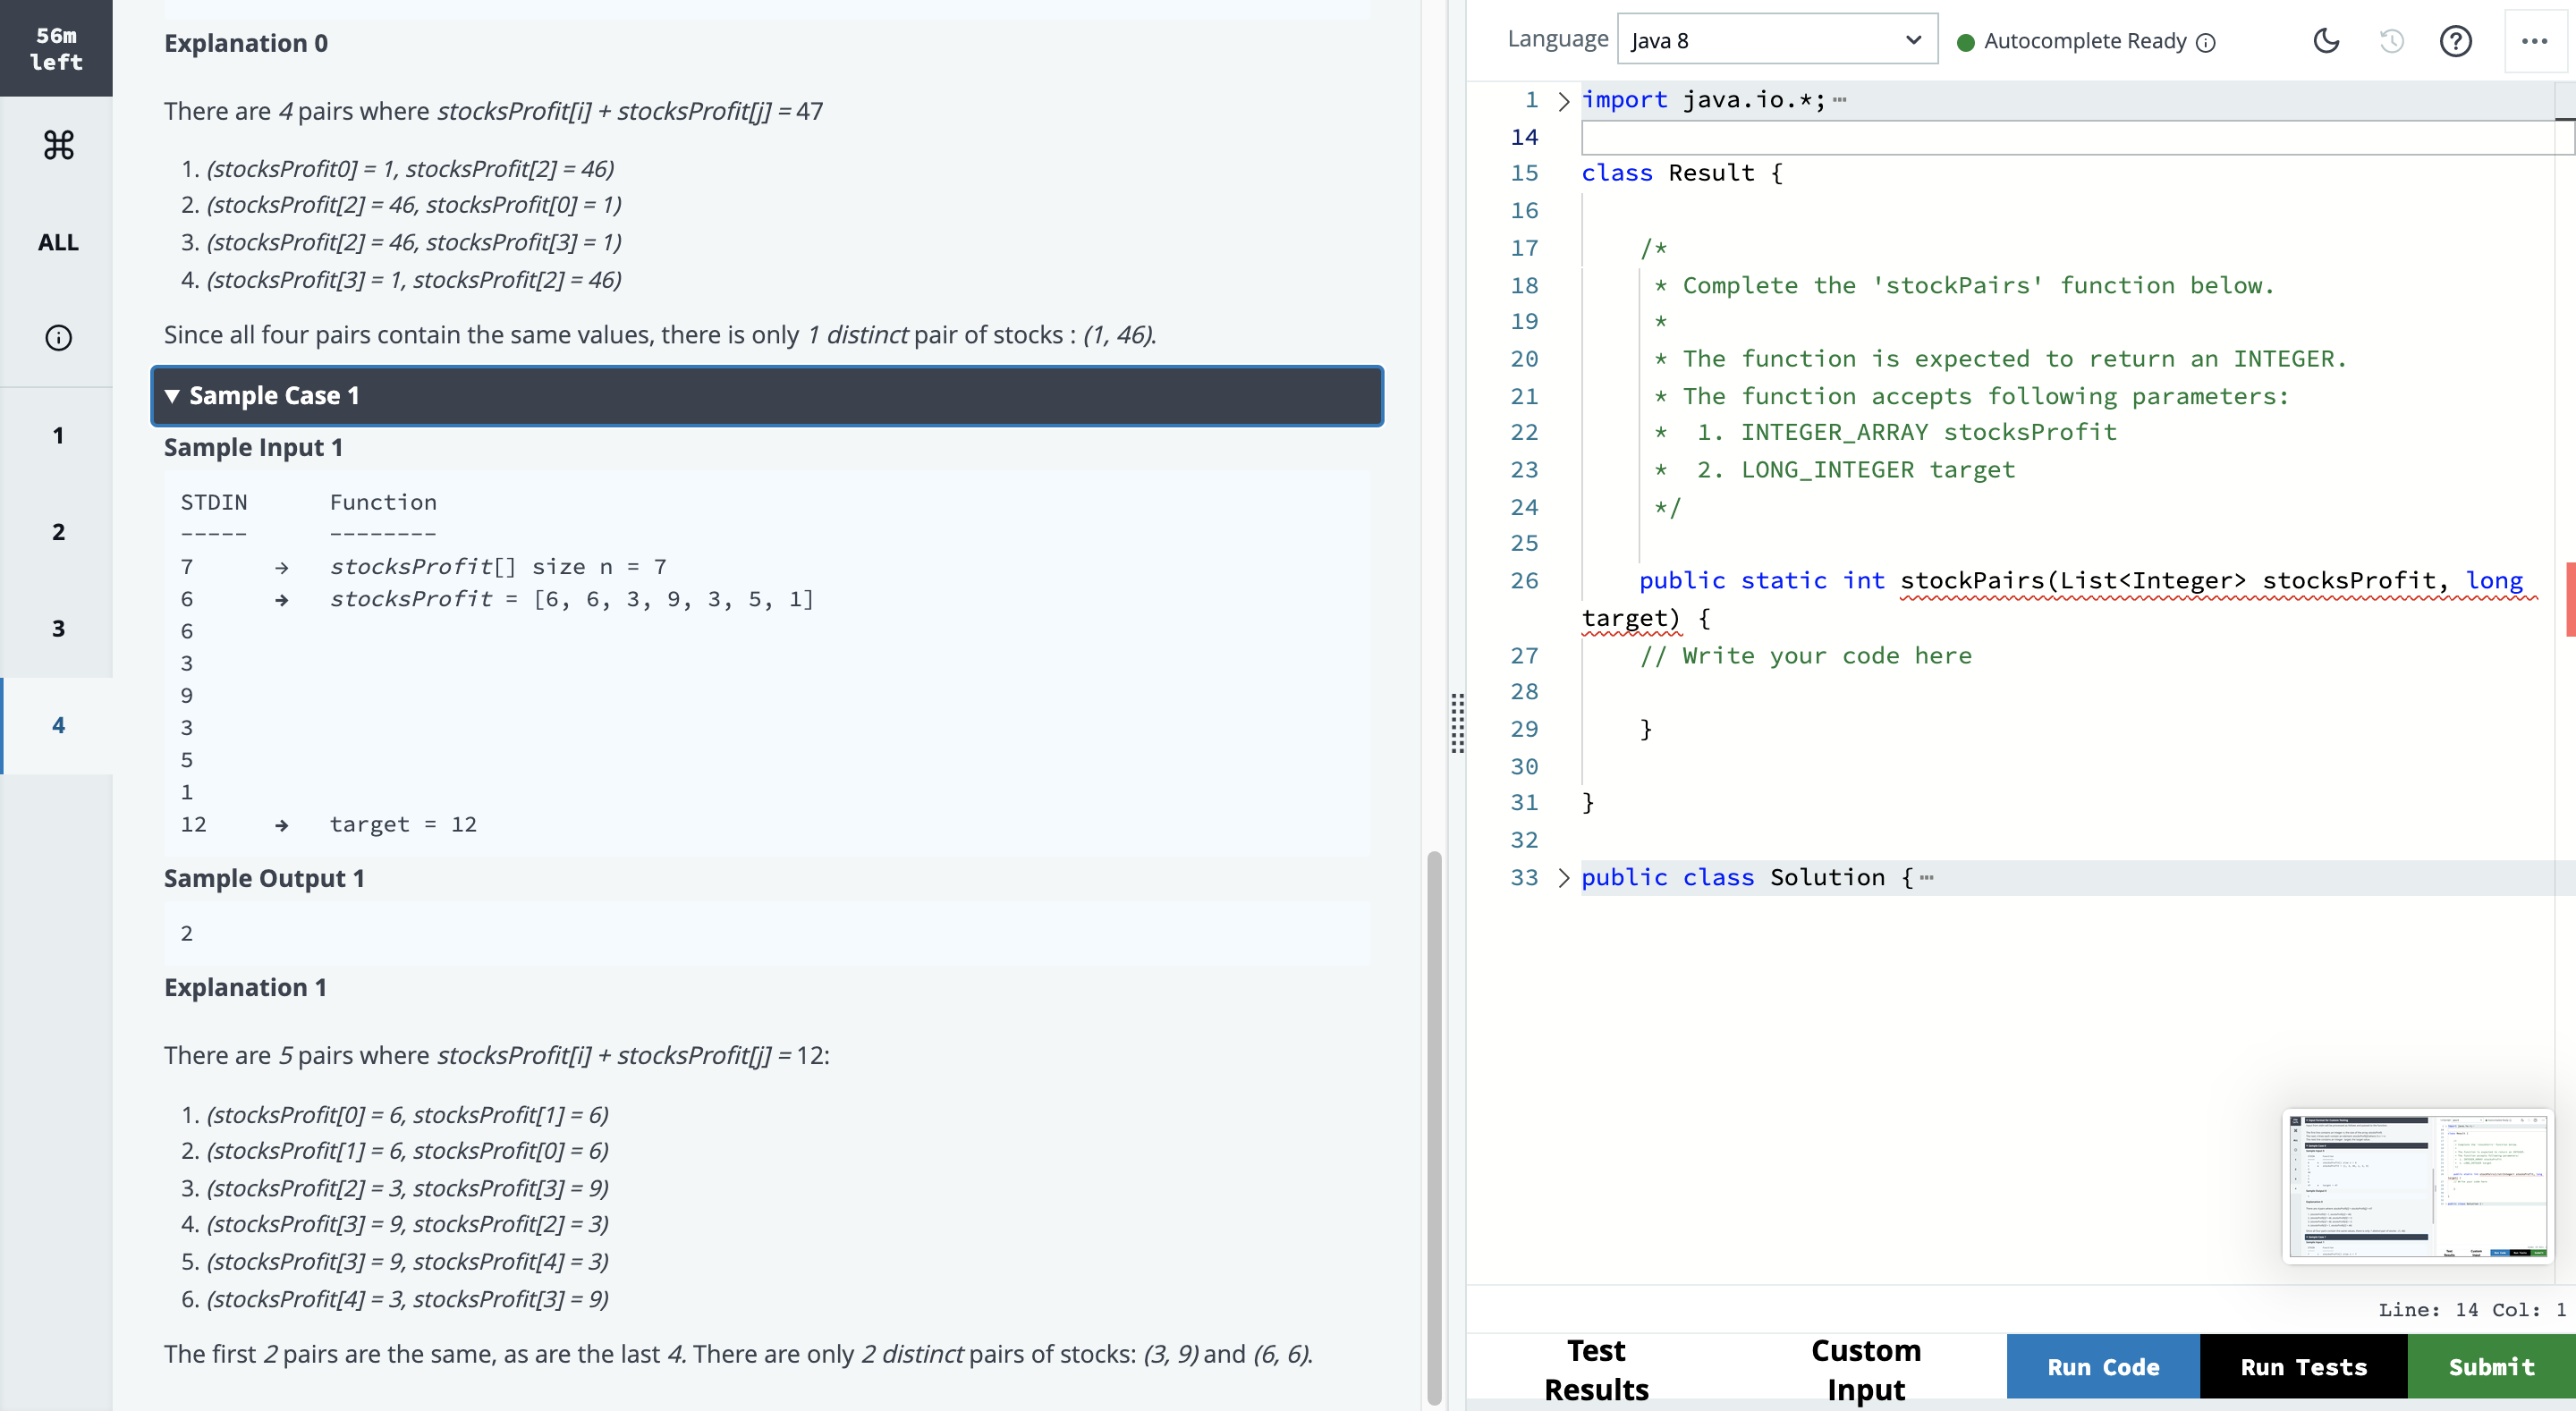 56m
left
ALL
1
2
3
4
Explanation 0
There are 4 pairs where stocksProfit[i] + stocksProfit[j] = 47
1. (stocksProfit0] = 1, stocksProfit[2] = 46)
2. (stocksProfit[2] = 46, stocksProfit[0] = 1)
3. (stocksProfit[2] = 46, stocksProfit[3] = 1)
4. (stocksProfit[3] = 1, stocksProfit[2] = 46)
Since all four pairs contain the same values, there is only 1 distinct pair of stocks : (1, 46).
▼ Sample Case 1
Sample Input 1
STDIN Function
----- --------
7 → stocksProfit[] size n = 7
6 → stocksProfit = [6, 6, 3, 9, 3, 5, 1]
6
3
9
3
5
1
12 → target = 12
Sample Output 1
2
Explanation 1
There are 5 pairs where stocksProfit[i] + stocksProfit[j] = 12:
1. (stocksProfit[0] = 6, stocksProfit[1] = 6)
2. (stocksProfit[1] = 6, stocksProfit[0] = 6)
3. (stocksProfit[2] = 3, stocksProfit[3] = 9)
4. (stocksProfit[3] = 9, stocksProfit[2] = 3)
5. (stocksProfit[3] = 9, stocksProfit[4] = 3)
6. (stocksProfit[4] = 3, stocksProfit[3] = 9)
The first 2 pairs are the same, as are the last 4. There are only 2 distinct pairs of stocks: (3, 9) and (6, 6).
Language Java 8 Autocomplete Ready
1 import java.io.*;
14
15 class Result {
16
17 /*
18 * Complete the 'stockPairs' function below.
19 *
20 * The function is expected to return an INTEGER.
21 * The function accepts following parameters:
22 * 1. INTEGER_ARRAY stocksProfit
23 * 2. LONG_INTEGER target
24 */
25
26 public static int stockPairs(List<Integer> stocksProfit, long
target) {
27 // Write your code here
28
29 }
30
31 }
32
33 public class Solution {
Line: 14 Col: 1
Test
Results
Custom
Input
Run Code
Run Tests
Submit